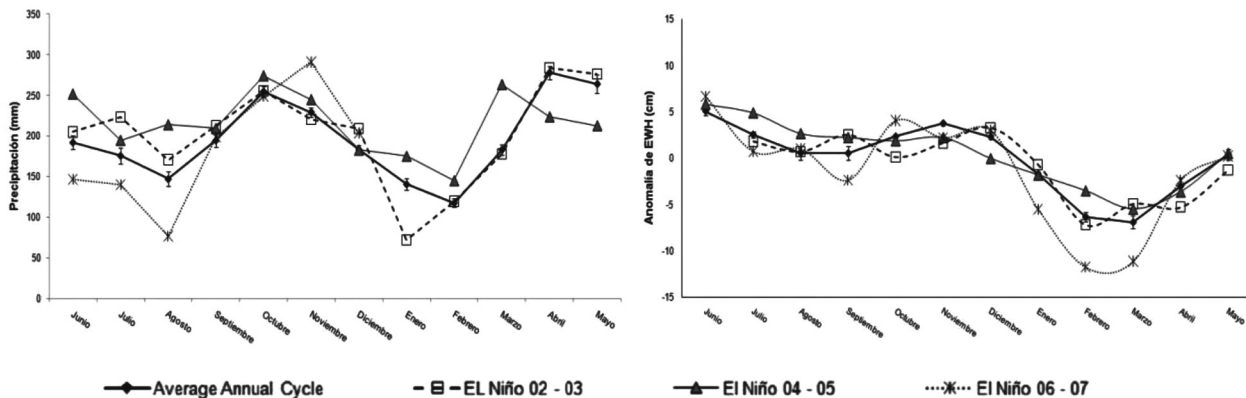 Precipitación (mm)
350
300
250
200
150
100
50
0
Junio
Julio
Agosto
Septiembre
Octubre
Noviembre
Diciembre
Enero
Febrero
Marzo
Abril
Mayo
Anomalia de EWH (cm)
15
10
5
0
-5
-10
-15
Junio
Julio
Agosto
Septiembre
Octubre
Noviembre
Diciembre
Enero
Febrero
Marzo
Abril
Mayo
Average Annual Cycle
EL Niño 02 - 03
El Niño 04 - 05
El Niño 06 - 07